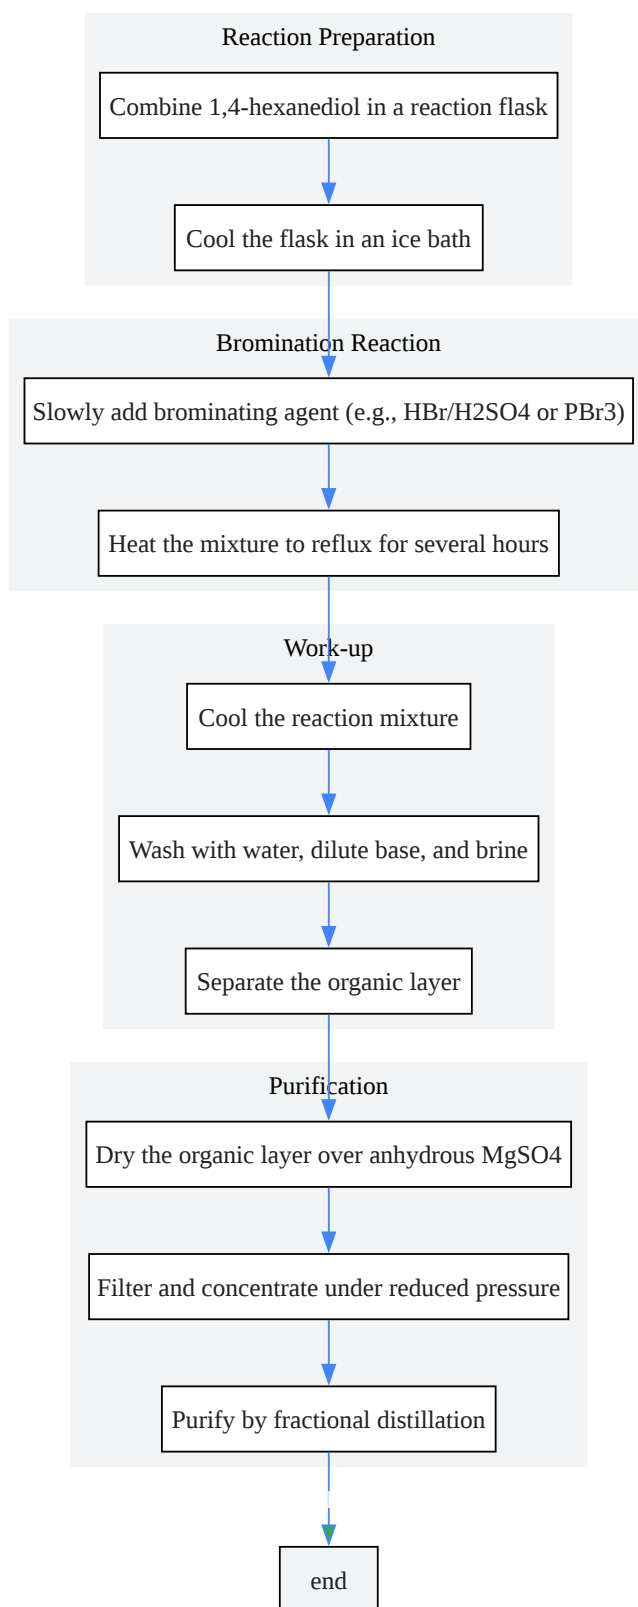 Reaction Preparation
Combine 1,4-hexanediol in a reaction flask
Cool the flask in an ice bath
Bromination Reaction
Slowly add brominating agent (e.g., HBr/H2SO4 or PBr3)
Heat the mixture to reflux for several hours
Work-up
Cool the reaction mixture
Wash with water, dilute base, and brine
Separate the organic layer
Purification
Dry the organic layer over anhydrous MgSO4
Filter and concentrate under reduced pressure
Purify by fractional distillation
end